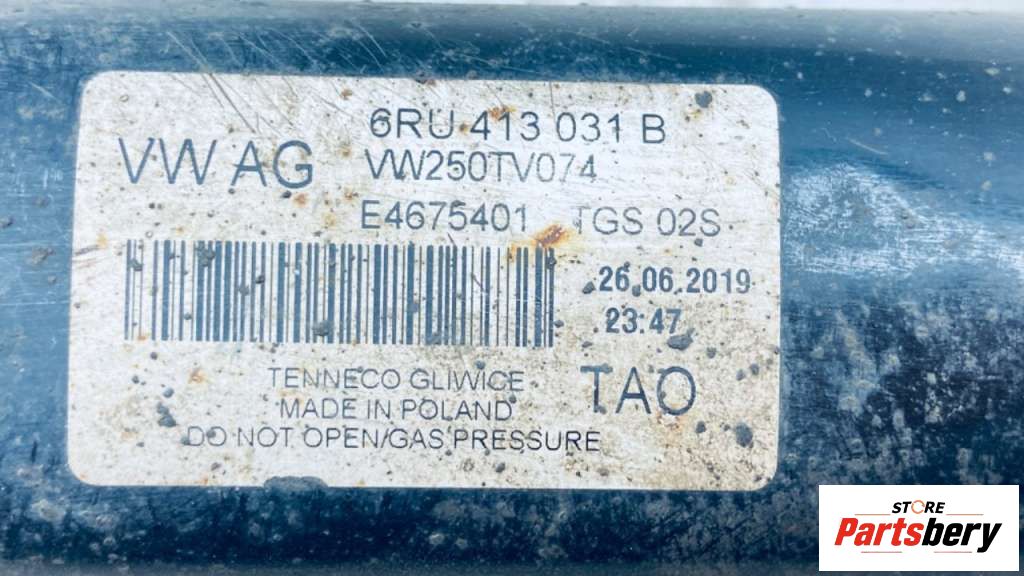 6RU 413 031 B
VW AG
VW250TV074
E4675401 TGS 02S
26.06.2019
23:47
TENNECO GLIWICE
MADE IN POLAND
TAO
DO NOT OPEN/GAS PRESSURE
STORE
Partsbery